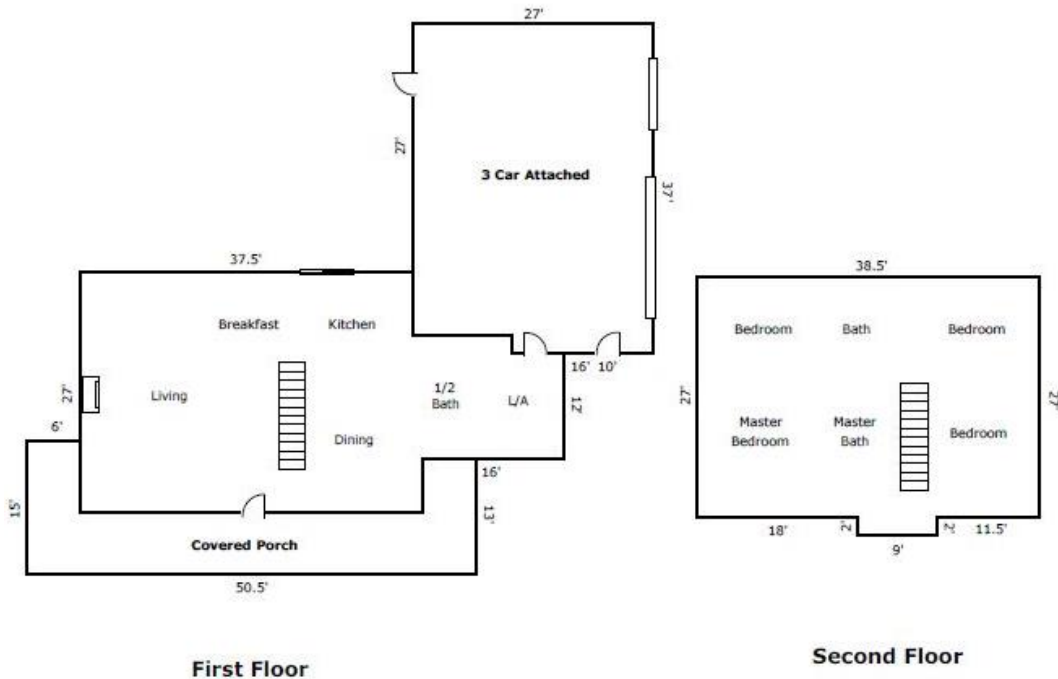 27'
27'
3 Car Attached
37'
37.5'
38.5'
Breakfast
Kitchen
Bedroom
Bath
Bedroom
16'
10'
27'
Living
1/2
Bath
L/A
12'
27'
27'
6'
Dining
Master
Bedroom
Master
Bath
Bedroom
16'
15'
13'
Covered Porch
18'
2'
9'
2'
11.5'
50.5'
First Floor
Second Floor